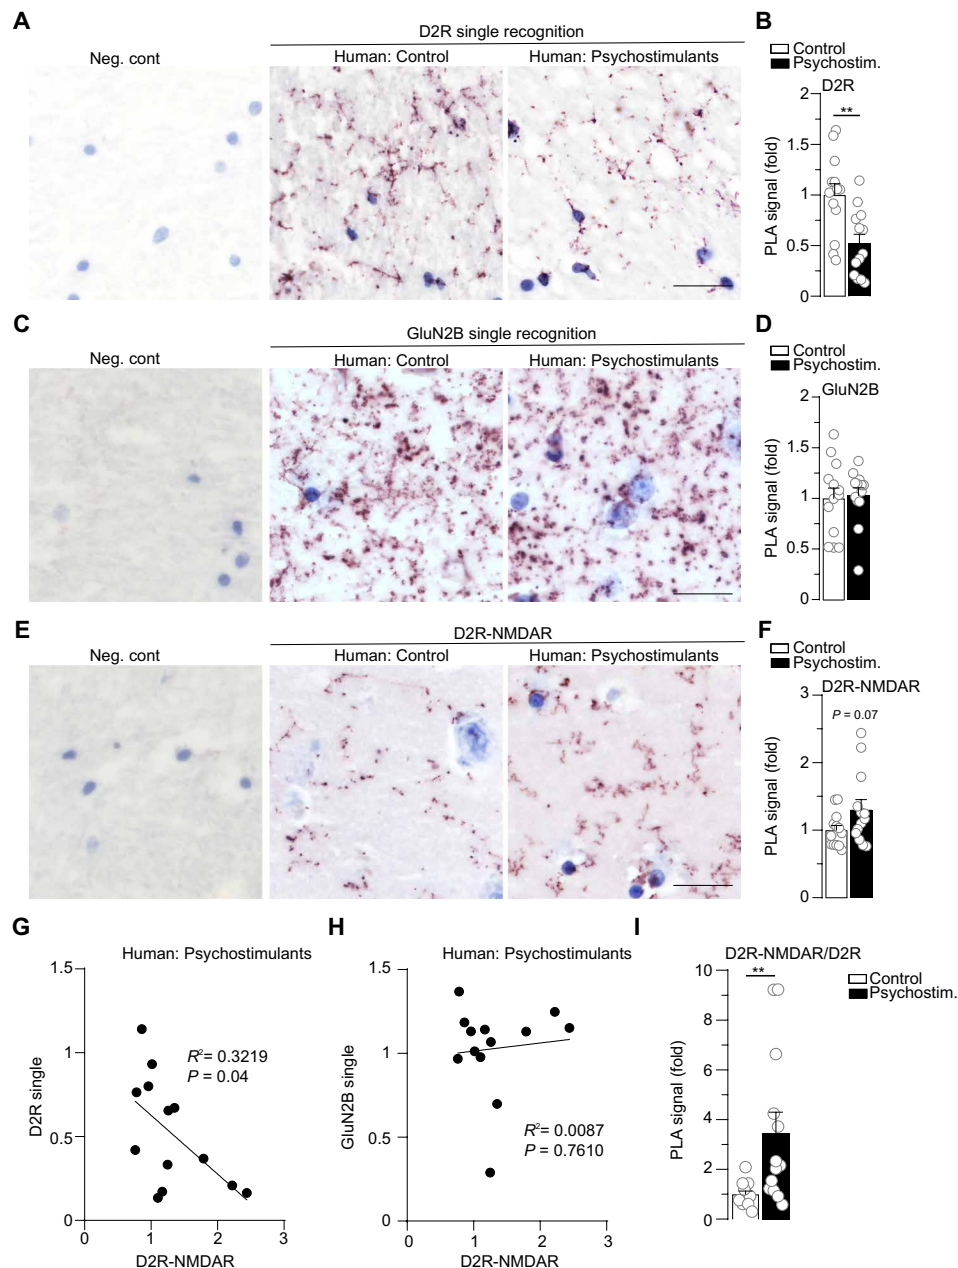 A
D2R single recognition
Neg. cont
Human: Control
Human: Psychostimulants
B
Control
Psychostim.
D2R
**
PLA signal (fold)
2
1.5
1
0.5
0
C
GluN2B single recognition
Neg. cont
Human: Control
Human: Psychostimulants
D
Control
Psychostim.
GluN2B
PLA signal (fold)
2
1.5
1
0.5
0
E
D2R-NMDAR
Neg. cont
Human: Control
Human: Psychostimulants
F
Control
Psychostim.
D2R-NMDAR
P = 0.07
PLA signal (fold)
3
2
1
0
G
Human: Psychostimulants
D2R single
1.5
1
0.5
0
R²= 0.3219
P = 0.04
0 1 2 3
D2R-NMDAR
H
Human: Psychostimulants
GluN2B single
1.5
1
0.5
0
R²= 0.0087
P = 0.7610
0 1 2 3
D2R-NMDAR
I
D2R-NMDAR/D2R
**
Control
Psychostim.
PLA signal (fold)
10
8
6
4
2
0